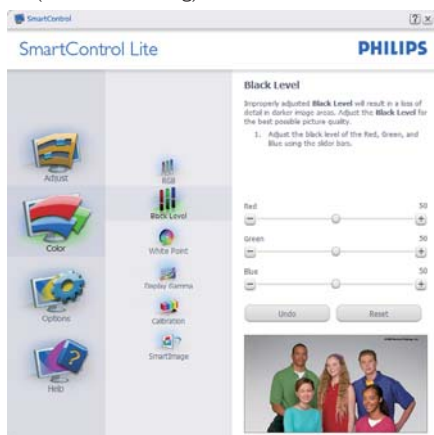 SmartControl
SmartControl Lite
PHILIPS
Adjust
Color
Options
Help
RGB
Black Level
White Point
Display Gamma
Calibration
SmartImage
Black Level
Improperly adjusted Black Level will result in a loss of
detail in darker image areas. Adjust the Black Level for
the best possible picture quality.
1. Adjust the black level of the Red, Green, and
Blue using the slider bars.
Red 50
Green 50
Blue 50
Undo Reset